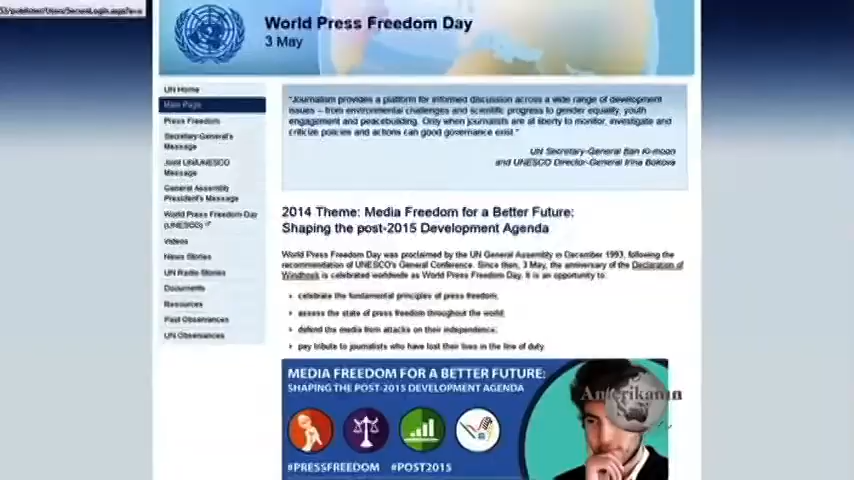 World Press Freedom Day
3 May
UN Home
Main Page
Press Freedom
Secretary-General's
Message
Joint UN/UNESCO
Message
General Assembly
President's Message
World Press Freedom Day
(UNESCO)
Videos
News Stories
UN Radio Stories
Documents
Resources
Past Observances
UN Observances
"Journalism provides a platform for informed discussion across a wide range of development
issues – from environmental challenges and scientific progress to gender equality, youth
engagement and peacebuilding. Only when journalists are at liberty to monitor, investigate and
criticize policies and actions can good governance exist."
UN Secretary-General Ban Ki-moon
and UNESCO Director-General Irina Bokova
2014 Theme: Media Freedom for a Better Future:
Shaping the post-2015 Development Agenda
World Press Freedom Day was proclaimed by the UN General Assembly in December 1993, following the
recommendation of UNESCO's General Conference. Since then, 3 May, the anniversary of the Declaration of
Windhoek is celebrated worldwide as World Press Freedom Day. It is an opportunity to:
celebrate the fundamental principles of press freedom;
assess the state of press freedom throughout the world;
defend the media from attacks on their independence;
pay tribute to journalists who have lost their lives in the line of duty.
MEDIA FREEDOM FOR A BETTER FUTURE:
SHAPING THE POST-2015 DEVELOPMENT AGENDA
Amerikanın
#PRESSFREEDOM #POST2015